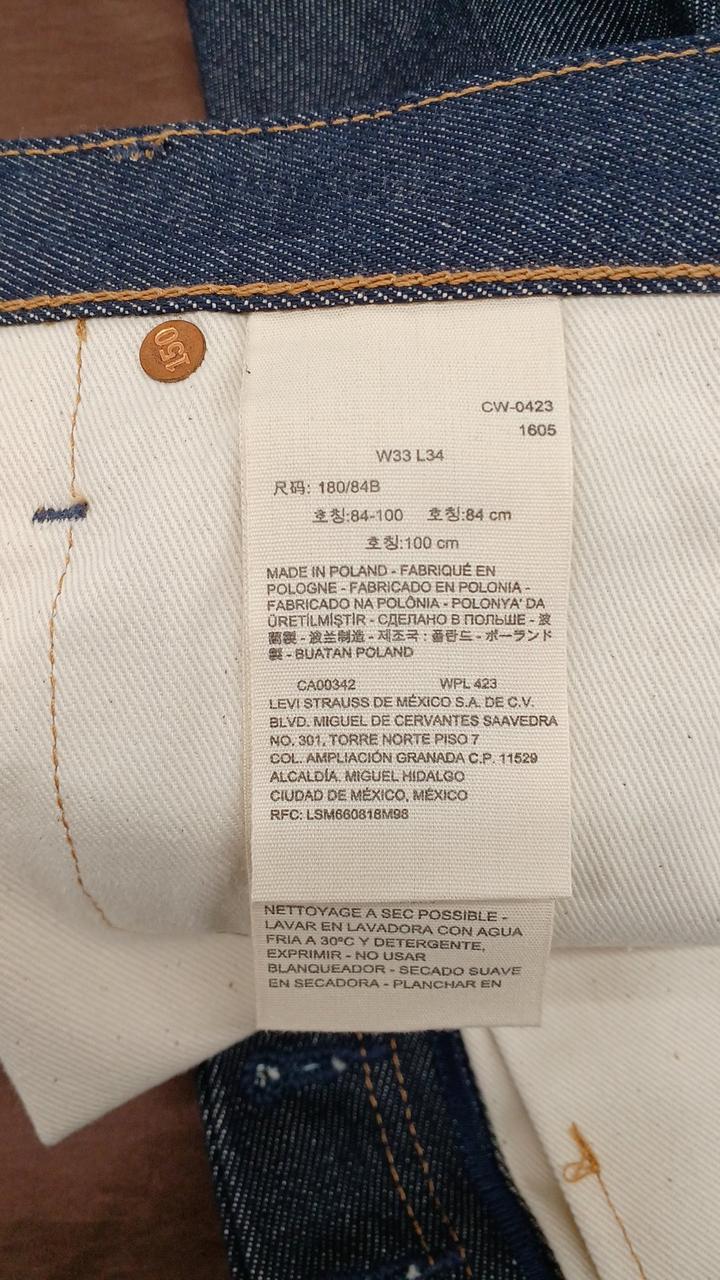 150
CW-0423
1605
W33 L34
尺码: 180/84B
호칭:84-100 호칭:84 cm
호칭:100 cm
MADE IN POLAND - FABRIQUÉ EN
POLOGNE - FABRICADO EN POLONIA -
FABRICADO NA POLÔNIA - POLONYA' DA
ÜRETİLMİŞTİR - СДЕЛАНО В ПОЛЬШЕ - 波
蘭製 - 波兰制造 - 제조국 : 폴란드 - ポーランド
製 - BUATAN POLAND
CA00342 WPL 423
LEVI STRAUSS DE MÉXICO S.A. DE C.V.
BLVD. MIGUEL DE CERVANTES SAAVEDRA
NO. 301, TORRE NORTE PISO 7
COL. AMPLIACIÓN GRANADA C.P. 11529
ALCALDÍA. MIGUEL HIDALGO
CIUDAD DE MÉXICO, MÉXICO
RFC: LSM660818M98
NETTOYAGE A SEC POSSIBLE -
LAVAR EN LAVADORA CON AGUA
FRIA A 30ºC Y DETERGENTE,
EXPRIMIR - NO USAR
BLANQUEADOR - SECADO SUAVE
EN SECADORA - PLANCHAR EN